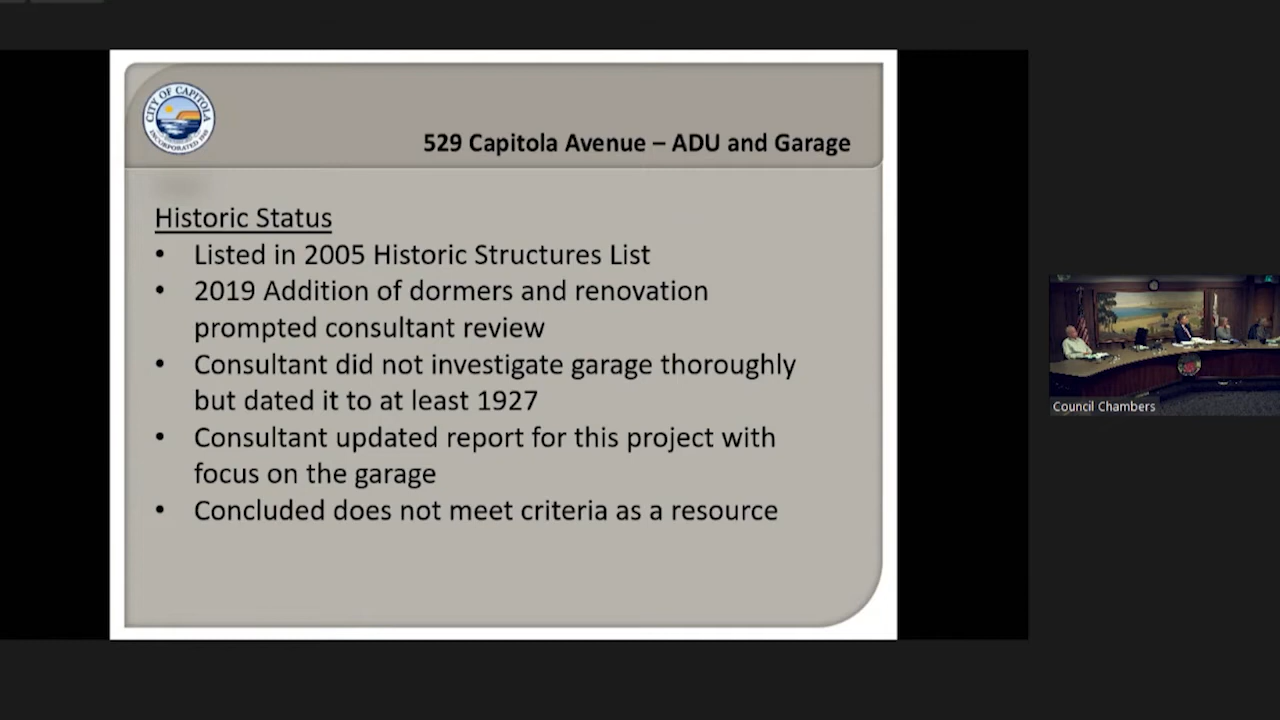 CITY OF CAPITOLA
INCORPORATED 1949
529 Capitola Avenue – ADU and Garage
Historic Status
• Listed in 2005 Historic Structures List
• 2019 Addition of dormers and renovation
prompted consultant review
• Consultant did not investigate garage thoroughly
but dated it to at least 1927
• Consultant updated report for this project with
focus on the garage
• Concluded does not meet criteria as a resource
Council Chambers